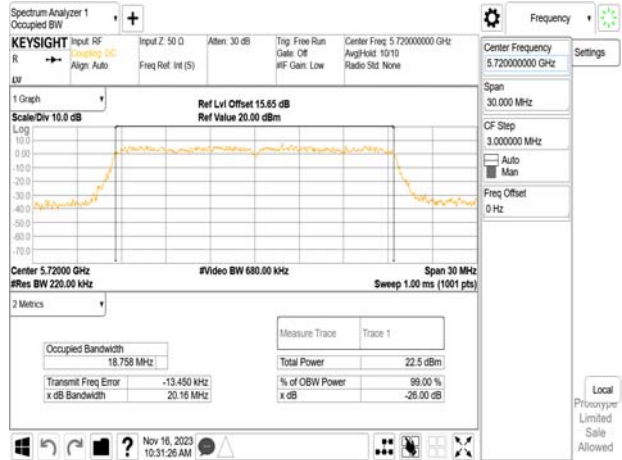 Spectrum Analyzer 1
Occupied BW
+
Frequency
KEYSIGHT
Input: RF
Coupling: DC
Align: Auto
Input Z: 50 Ω
Freq Ref: Int (S)
Atten: 30 dB
Trig: Free Run
Gate: Off
#IF Gain: Low
Center Freq: 5.720000000 GHz
Avg|Hold: 10/10
Radio Std: None
R
Center Frequency
5.720000000 GHz
Settings
Span
30.000 MHz
CF Step
3.000000 MHz
Auto
Man
Freq Offset
0 Hz
1 Graph
Scale/Div 10.0 dB
Ref Lvl Offset 15.65 dB
Ref Value 20.00 dBm
Log
10.0
0.00
-10.0
-20.0
-30.0
-40.0
-50.0
-60.0
-70.0
Center 5.72000 GHz
#Res BW 220.00 kHz
#Video BW 680.00 kHz
Span 30 MHz
Sweep 1.00 ms (1001 pts)
2 Metrics
Measure Trace
Trace 1
Occupied Bandwidth
18.758 MHz
Total Power
22.5 dBm
Transmit Freq Error
-13.450 kHz
% of OBW Power
99.00 %
x dB Bandwidth
20.16 MHz
x dB
-26.00 dB
Local
Prototype
Limited
Sale
Allowed
?
Nov 16, 2023
10:31:26 AM